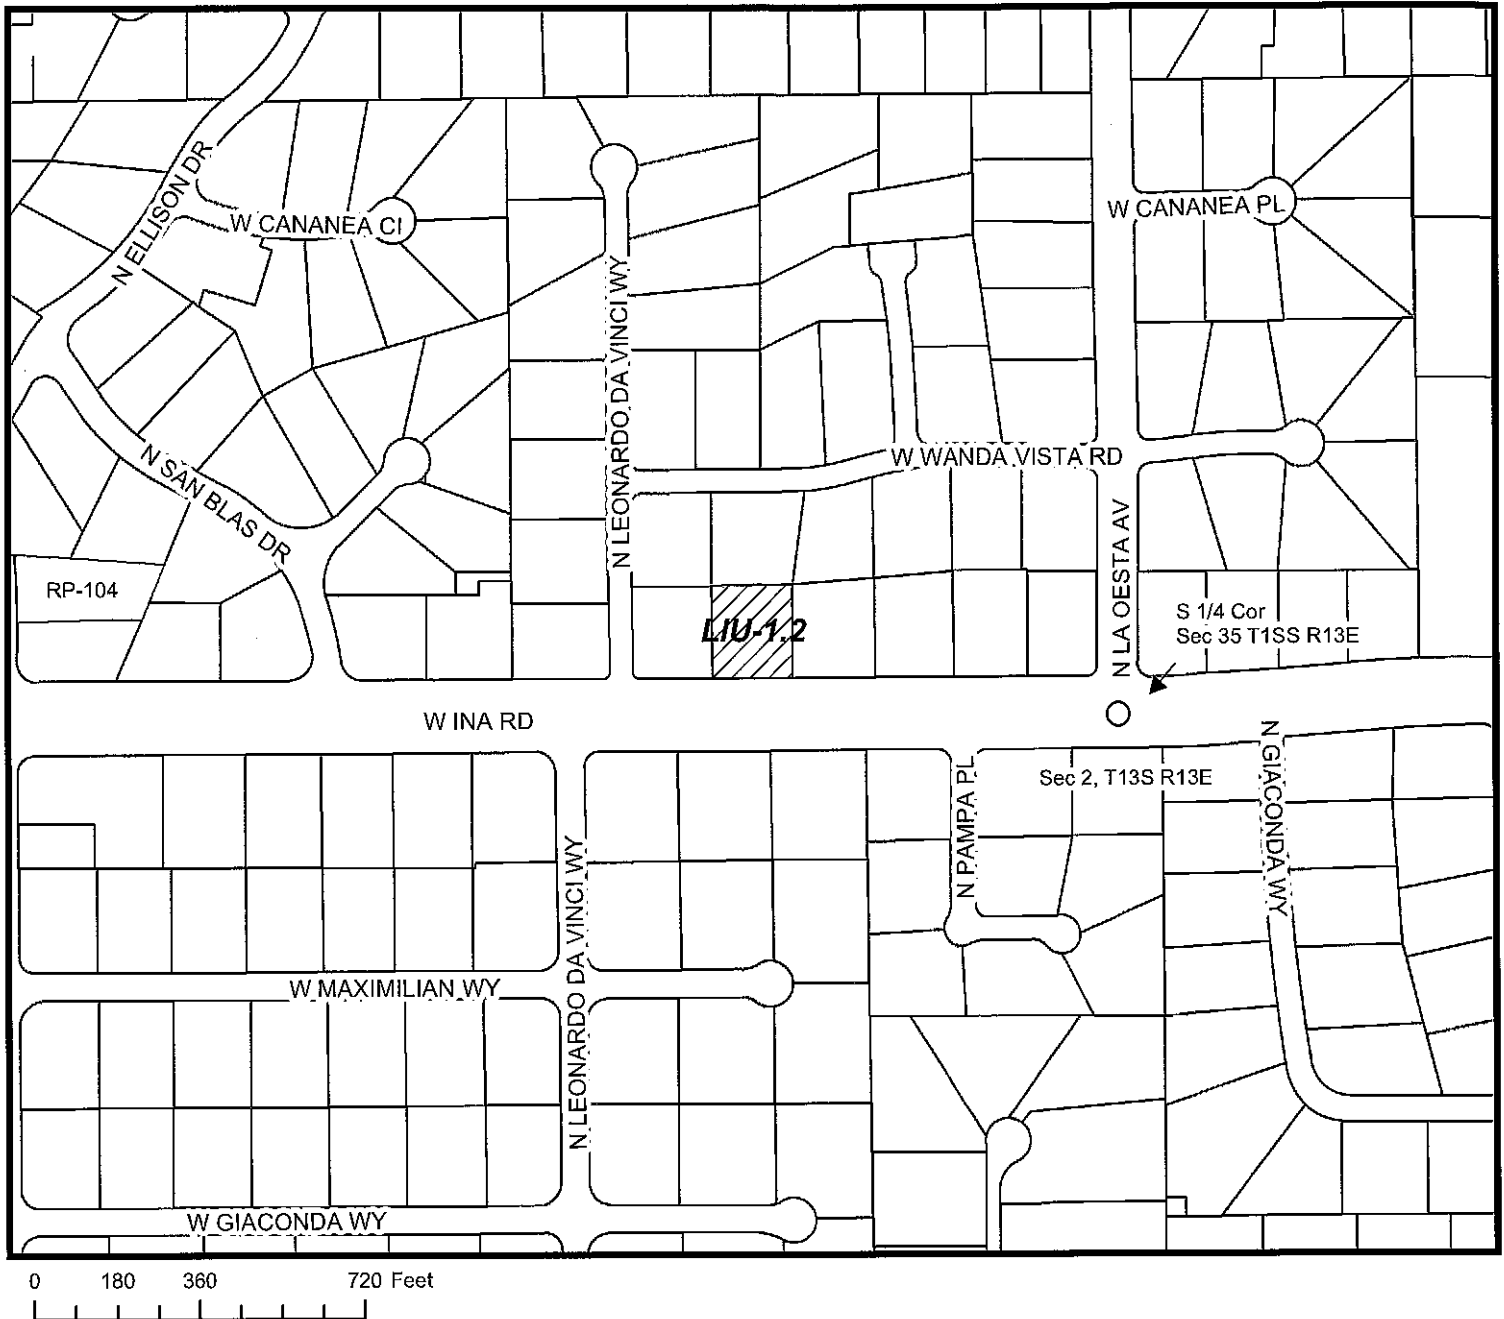 N ELLISON DR
W CANANEA CI
W CANANEA PL
N LEONARDO DA VINCI WY
W WANDA VISTA RD
N SAN BLAS DR
N LA OESTA AV
RP-104
LIU-1.2
S 1/4 Cor
Sec 35 T1SS R13E
W INA RD
N GIACONDA WY
N PAMPA PL
Sec 2, T13S R13E
N LEONARDO DA VINCI WY
W MAXIMILIAN WY
W GIACONDA WY
0 180 360 720 Feet